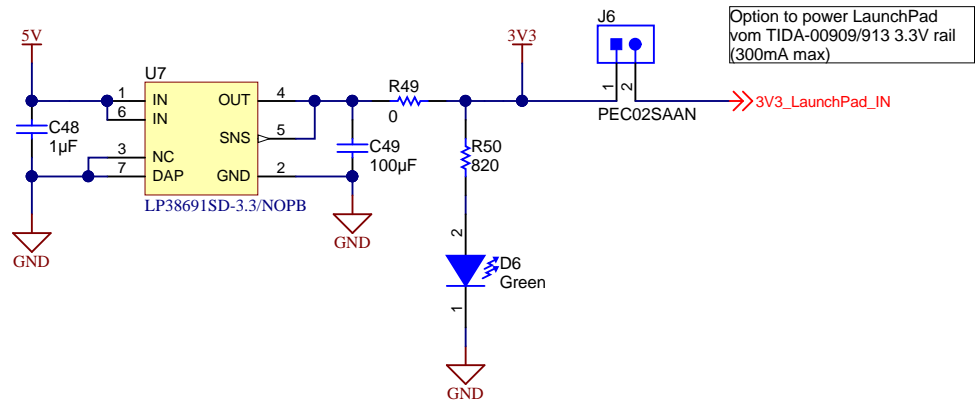 J6
Option to power LaunchPad
vom TIDA-00909/913 3.3V rail
(300mA max)
5V
3V3
U7
R49
1 IN OUT 4
6 IN
0
1 2
3V3_LaunchPad_IN
PEC02SAAN
C48
1µF
SNS 5
C49
100µF
R50
820
3 NC
7 DAP GND 2
LP38691SD-3.3/NOPB
GND
GND
2
D6
Green
1
GND